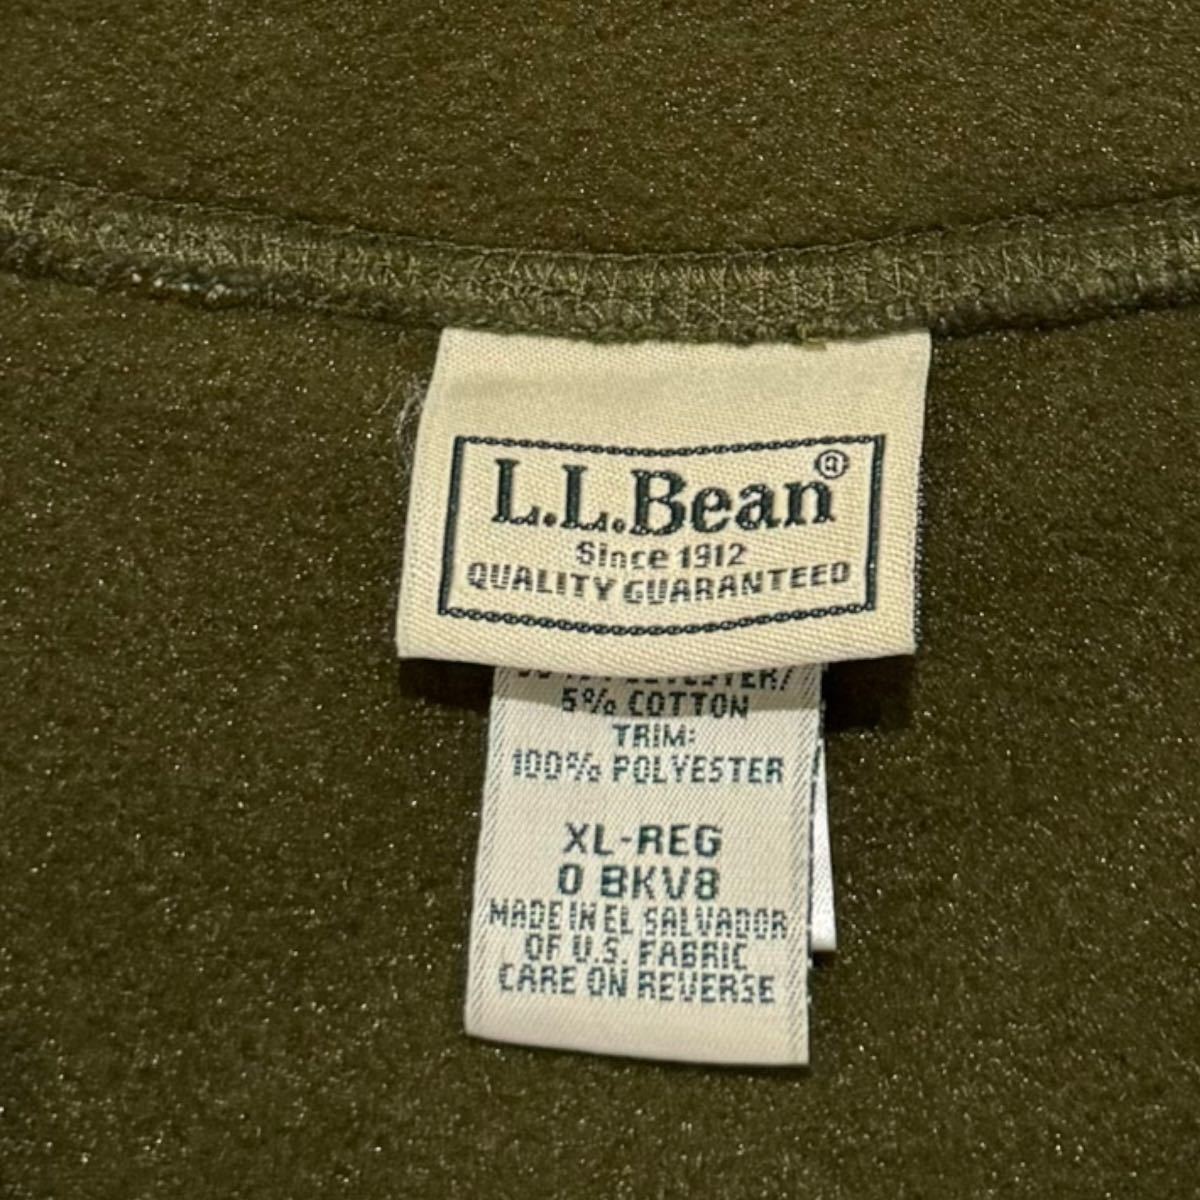 L.L.Bean®
Since 1912
QUALITY GUARANTEED
POLYESTER/
5% COTTON
TRIM:
100% POLYESTER
XL-REG
0 BKV8
MADE IN EL SALVADOR
OF U.S. FABRIC
CARE ON REVERSE